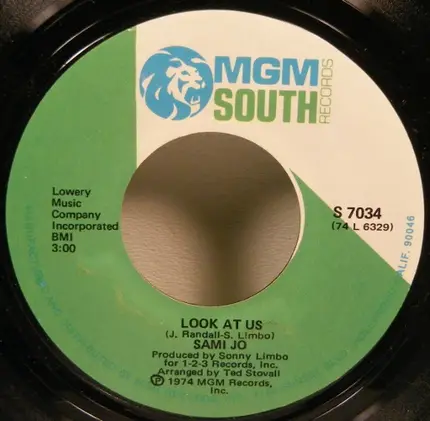 MGM
SOUTH
RECORDS
Lowery
Music
Company
Incorporated
BMI
3:00
S 7034
(74 L 6329)
ALIF. 90046
LOOK AT US
(J. Randall-S. Limbo)
SAMI JO
Produced by Sonny Limbo
for 1-2-3 Records, Inc.
Arranged by Ted Stovall
Ⓟ 1974 MGM Records,
Inc.